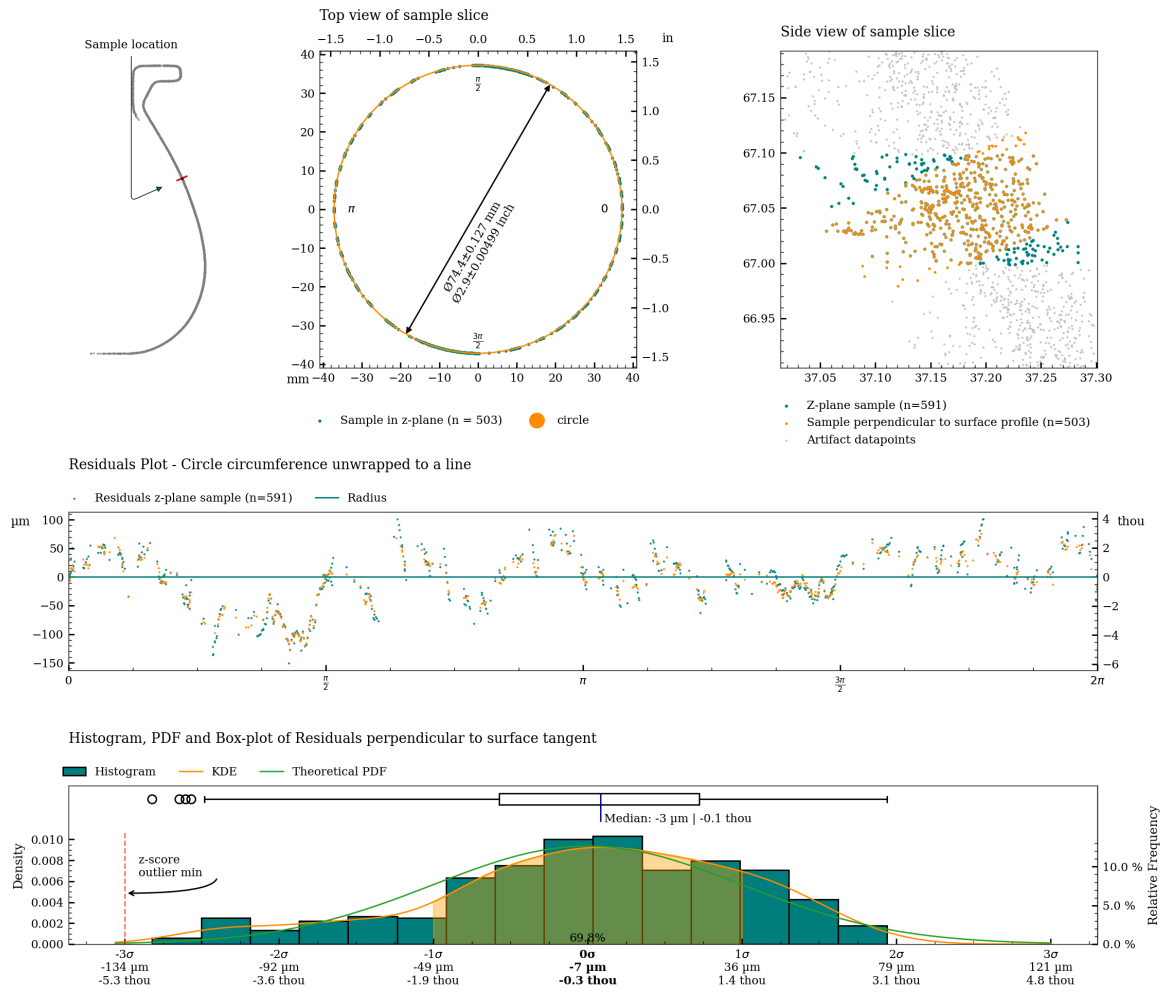 Sample location
Top view of sample slice
−1.5 −1.0 −0.5 0.0 0.5 1.0 1.5 in
40
30
20
10
0
−10
−20
−30
−40
1.5
1.0
0.5
0.0
−0.5
−1.0
−1.5
π/2
π
0
3π/2
Ø74.4±0.127 mm
Ø2.9±0.00499 inch
mm −40 −30 −20 −10 0 10 20 30 40
Sample in z-plane (n = 503) circle
Side view of sample slice
67.15
67.10
67.05
67.00
66.95
37.05 37.10 37.15 37.20 37.25 37.30
Z-plane sample (n=591)
Sample perpendicular to surface profile (n=503)
Artifact datapoints
Residuals Plot - Circle circumference unwrapped to a line
Residuals z-plane sample (n=591) Radius
µm
100
50
0
−50
−100
−150
4 thou
2
0
−2
−4
−6
0 π/2 π 3π/2 2π
Histogram, PDF and Box-plot of Residuals perpendicular to surface tangent
Histogram KDE Theoretical PDF
Median: -3 µm | -0.1 thou
z-score
outlier min
Density
0.010
0.008
0.006
0.004
0.002
0.000
69.8%
Relative Frequency
10.0 %
5.0 %
0.0 %
-3σ -2σ -1σ 0σ 1σ 2σ 3σ
-134 µm -92 µm -49 µm -7 µm 36 µm 79 µm 121 µm
-5.3 thou -3.6 thou -1.9 thou -0.3 thou 1.4 thou 3.1 thou 4.8 thou